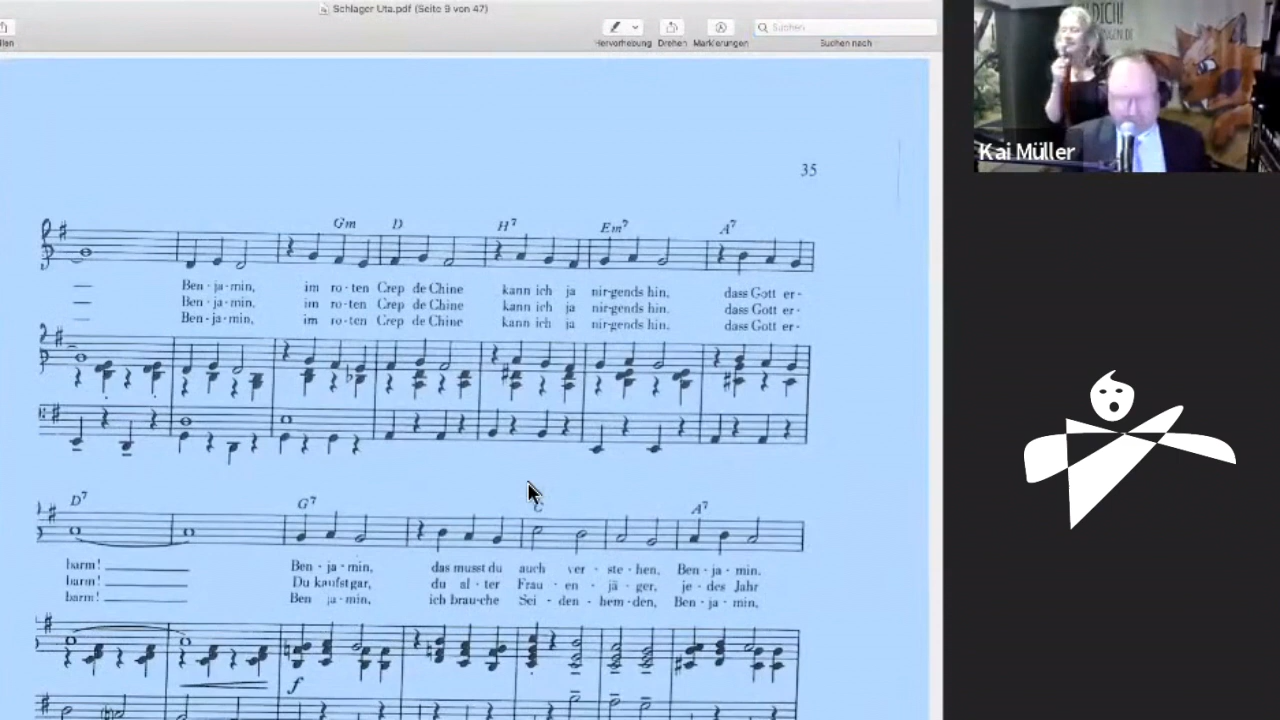 Schlager Uta.pdf (Seite 9 von 47)
Suchen
Hervorhebung Drehen Markierungen Suchen nach
DICH!
Kai Müller
35
Gm D H7 Em7 A7
Ben - ja - min, im ro - ten Crep de Chine kann ich ja nir-gends hin, dass Gott er -
Ben - ja - min, im ro - ten Crep de Chine kann ich ja nir-gends hin. dass Gott er -
Ben - ja - min, im ro - ten Crep de Chine kann ich ja nir-gends hin. dass Gott er -
D7 G7 C A7
barm! Ben - ja - min, das musst du auch ver - ste - hen, Ben - ja - min.
barm! Du kaufst gar, du al - ter Frau - en - jä - ger, je - des Jahr
barm! Ben ja - min, ich brau-che Sei - den - hem - den, Ben - ja - min,
f